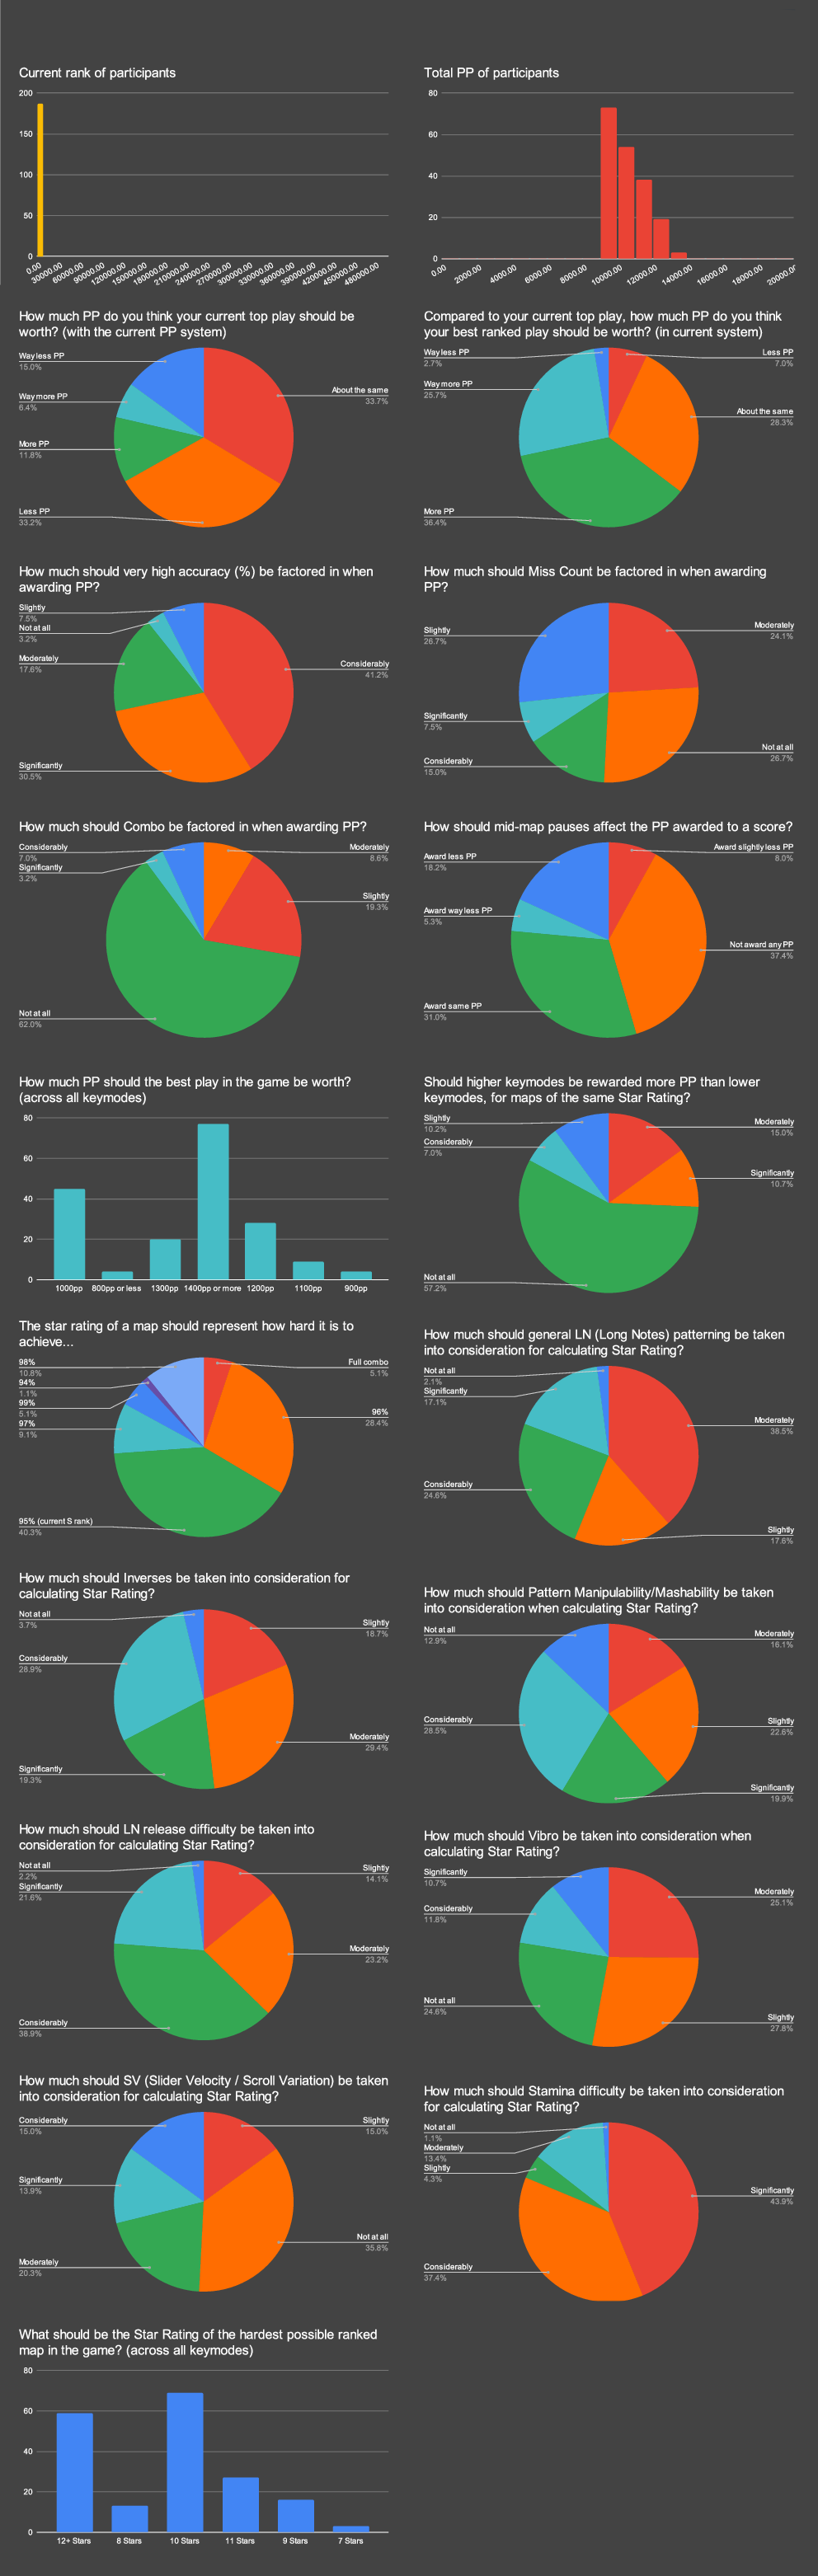 Current rank of participants
200
150
100
50
0
0.00
30000.00
60000.00
90000.00
120000.00
150000.00
180000.00
210000.00
240000.00
270000.00
300000.00
330000.00
360000.00
390000.00
420000.00
450000.00
480000.00
Total PP of participants
80
60
40
20
0
0.00
2000.00
4000.00
6000.00
8000.00
10000.00
12000.00
14000.00
16000.00
18000.00
20000.0
How much PP do you think your current top play should be
worth? (with the current PP system)
Way less PP
15.0%
Way more PP
6.4%
More PP
11.8%
Less PP
33.2%
About the same
33.7%
Compared to your current top play, how much PP do you think
your best ranked play should be worth? (in current system)
Way less PP
2.7%
Way more PP
25.7%
More PP
36.4%
Less PP
7.0%
About the same
28.3%
How much should very high accuracy (%) be factored in when
awarding PP?
Slightly
7.5%
Not at all
3.2%
Moderately
17.6%
Significantly
30.5%
Considerably
41.2%
How much should Miss Count be factored in when awarding
PP?
Slightly
26.7%
Significantly
7.5%
Considerably
15.0%
Moderately
24.1%
Not at all
26.7%
How much should Combo be factored in when awarding PP?
Considerably
7.0%
Significantly
3.2%
Not at all
62.0%
Moderately
8.6%
Slightly
19.3%
How should mid-map pauses affect the PP awarded to a score?
Award less PP
18.2%
Award way less PP
5.3%
Award same PP
31.0%
Award slightly less PP
8.0%
Not award any PP
37.4%
How much PP should the best play in the game be worth?
(across all keymodes)
80
60
40
20
0
1000pp
800pp or less
1300pp
1400pp or more
1200pp
1100pp
900pp
Should higher keymodes be rewarded more PP than lower
keymodes, for maps of the same Star Rating?
Slightly
10.2%
Considerably
7.0%
Not at all
57.2%
Moderately
15.0%
Significantly
10.7%
The star rating of a map should represent how hard it is to
achieve...
98%
10.8%
94%
1.1%
99%
5.1%
97%
9.1%
95% (current S rank)
40.3%
Full combo
5.1%
96%
28.4%
How much should general LN (Long Notes) patterning be taken
into consideration for calculating Star Rating?
Not at all
2.1%
Significantly
17.1%
Considerably
24.6%
Moderately
38.5%
Slightly
17.6%
How much should Inverses be taken into consideration for
calculating Star Rating?
Not at all
3.7%
Considerably
28.9%
Significantly
19.3%
Slightly
18.7%
Moderately
29.4%
How much should Pattern Manipulability/Mashability be taken
into consideration when calculating Star Rating?
Not at all
12.9%
Considerably
28.5%
Moderately
16.1%
Slightly
22.6%
Significantly
19.9%
How much should LN release difficulty be taken into
consideration for calculating Star Rating?
Not at all
2.2%
Significantly
21.6%
Considerably
38.9%
Slightly
14.1%
Moderately
23.2%
How much should Vibro be taken into consideration when
calculating Star Rating?
Significantly
10.7%
Considerably
11.8%
Not at all
24.6%
Moderately
25.1%
Slightly
27.8%
How much should SV (Slider Velocity / Scroll Variation) be taken
into consideration for calculating Star Rating?
Considerably
15.0%
Significantly
13.9%
Moderately
20.3%
Slightly
15.0%
Not at all
35.8%
How much should Stamina difficulty be taken into consideration
for calculating Star Rating?
Not at all
1.1%
Moderately
13.4%
Slightly
4.3%
Considerably
37.4%
Significantly
43.9%
What should be the Star Rating of the hardest possible ranked
map in the game? (across all keymodes)
80
60
40
20
0
12+ Stars
8 Stars
10 Stars
11 Stars
9 Stars
7 Stars